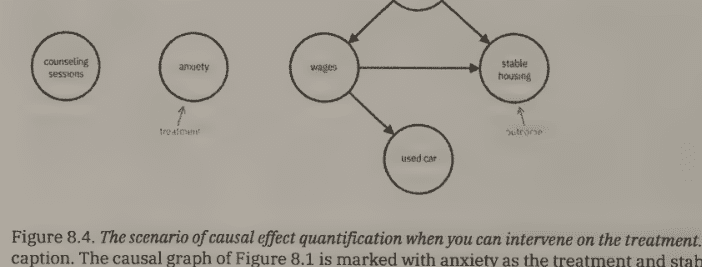 counseling
sessions
anxiety
wages
stable
housing
treatment
outcome
used car
Figure 8.4. The scenario of causal effect quantification when you can intervene on the treatment.
caption. The causal graph of Figure 8.1 is marked with anxiety as the treatment and stab